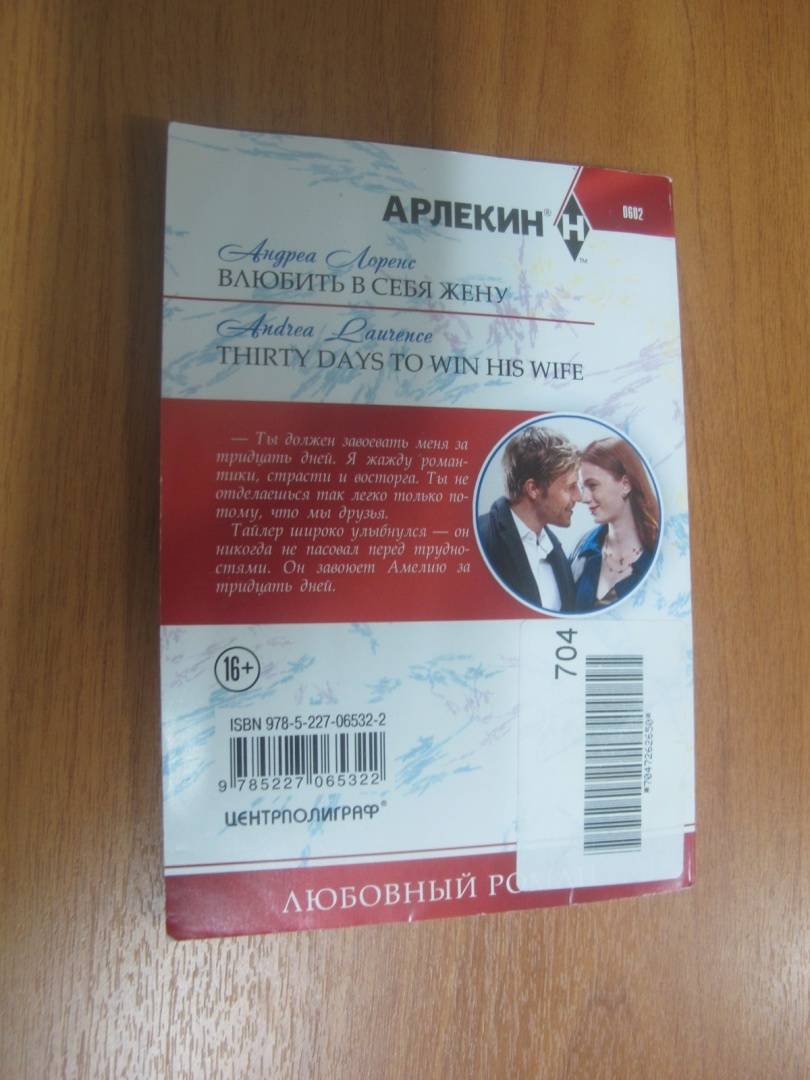 АРЛЕКИН®
H
™
0602
Андреа Лоренс
ВЛЮБИТЬ В СЕБЯ ЖЕНУ
Andrea Laurence
THIRTY DAYS TO WIN HIS WIFE
— Ты должен завоевать меня за
тридцать дней. Я жажду роман-
тики, страсти и восторга. Ты не
отделаешься так легко только по-
тому, что мы друзья.
Тайлер широко улыбнулся — он
никогда не пасовал перед трудно-
стями. Он завоюет Амелию за
тридцать дней.
16+
ISBN 978-5-227-06532-2
9 785227 065322
ЦЕНТРПОЛИГРАФ®
704
*7047262650*
ЛЮБОВНЫЙ